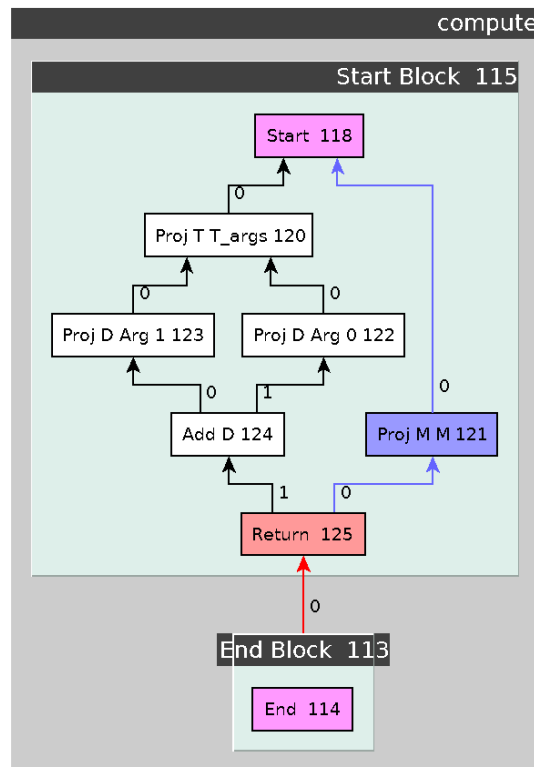 compute
Start Block 115
Start 118
0
Proj T T_args 120
0
0
Proj D Arg 1 123
Proj D Arg 0 122
0
0
1
Add D 124
Proj M M 121
1
0
Return 125
0
End Block 113
End 114